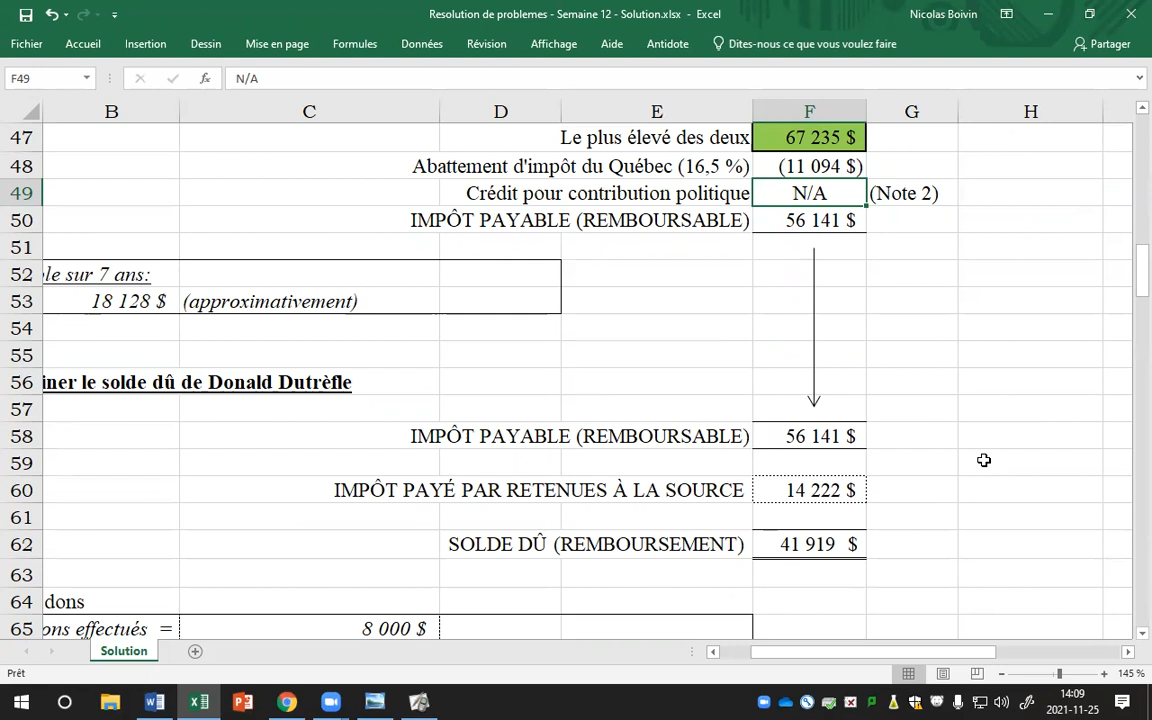 Resolution de problemes - Semaine 12 - Solution.xlsx - Excel
Nicolas Boivin
Fichier Accueil Insertion Dessin Mise en page Formules Données Révision Affichage Aide Antidote Dites-nous ce que vous voulez faire Partager
F49 fx N/A
B C D E F G H
47 Le plus élevé des deux 67 235 $
48 Abattement d'impôt du Québec (16,5 %) (11 094 $)
49 Crédit pour contribution politique N/A (Note 2)
50 IMPÔT PAYABLE (REMBOURSABLE) 56 141 $
51
52 le sur 7 ans:
53 18 128 $ (approximativement)
54
55
56 iner le solde dû de Donald Dutrèfle
57
58 IMPÔT PAYABLE (REMBOURSABLE) 56 141 $
59
60 IMPÔT PAYÉ PAR RETENUES À LA SOURCE 14 222 $
61
62 SOLDE DÛ (REMBOURSEMENT) 41 919 $
63
64 dons
65 ons effectués = 8 000 $
Solution
Prêt 145 %
14:09
2021-11-25